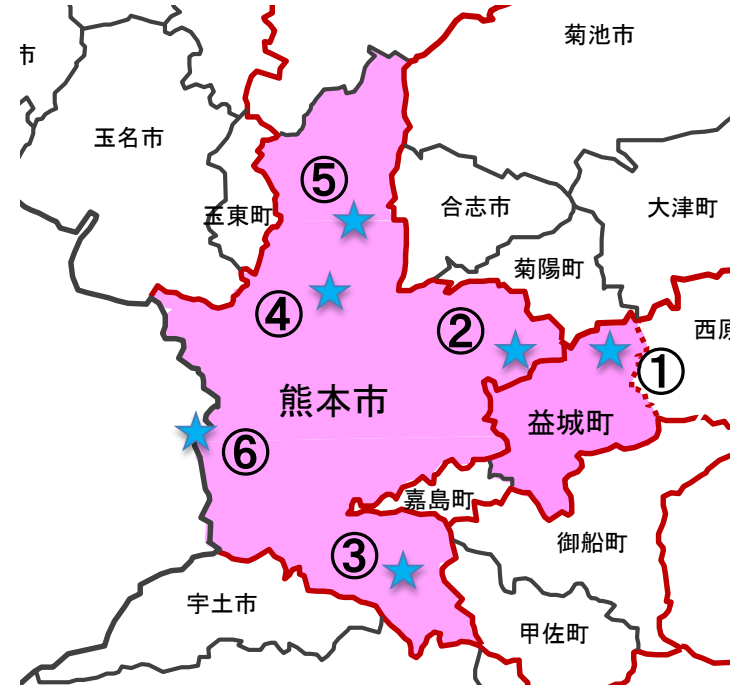 菊池市
市
玉名市
⑤
玉東町
合志市
大津町
菊陽町
④
②
西原
①
熊本市
益城町
⑥
嘉島町
③
御船町
宇土市
甲佐町